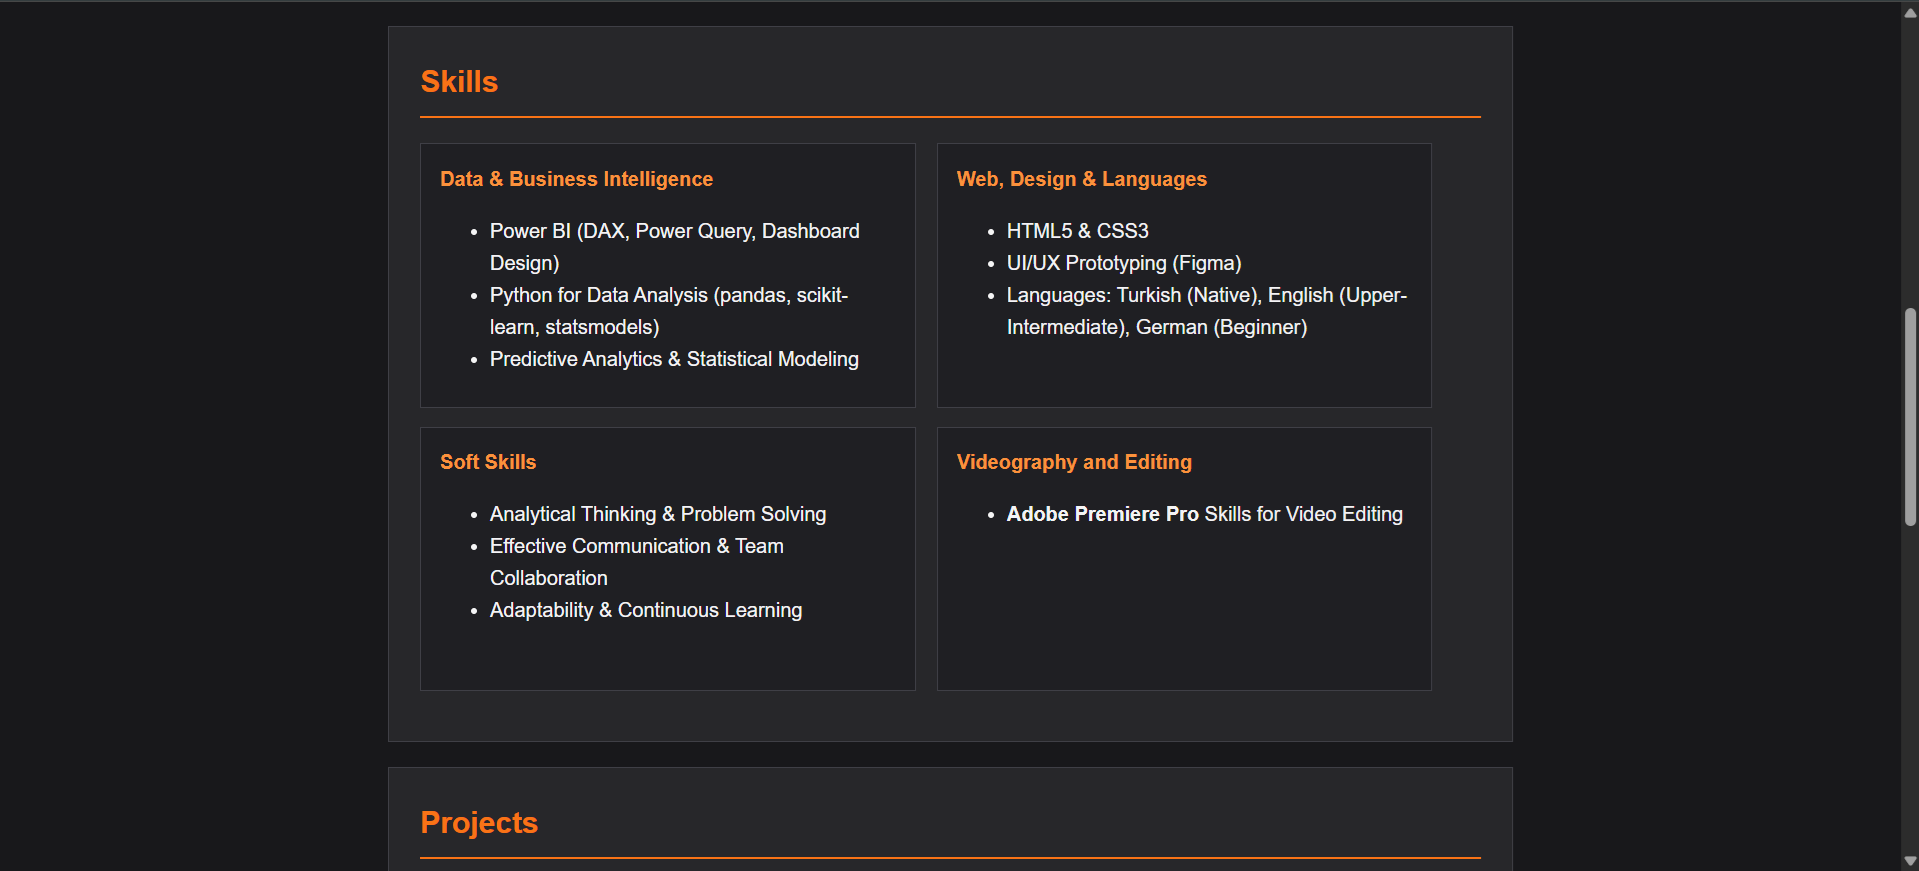 Skills
Data & Business Intelligence
Power BI (DAX, Power Query, Dashboard
Design)
Python for Data Analysis (pandas, scikit-
learn, statsmodels)
Predictive Analytics & Statistical Modeling
Web, Design & Languages
HTML5 & CSS3
UI/UX Prototyping (Figma)
Languages: Turkish (Native), English (Upper-
Intermediate), German (Beginner)
Soft Skills
Analytical Thinking & Problem Solving
Effective Communication & Team
Collaboration
Adaptability & Continuous Learning
Videography and Editing
Adobe Premiere Pro Skills for Video Editing
Projects